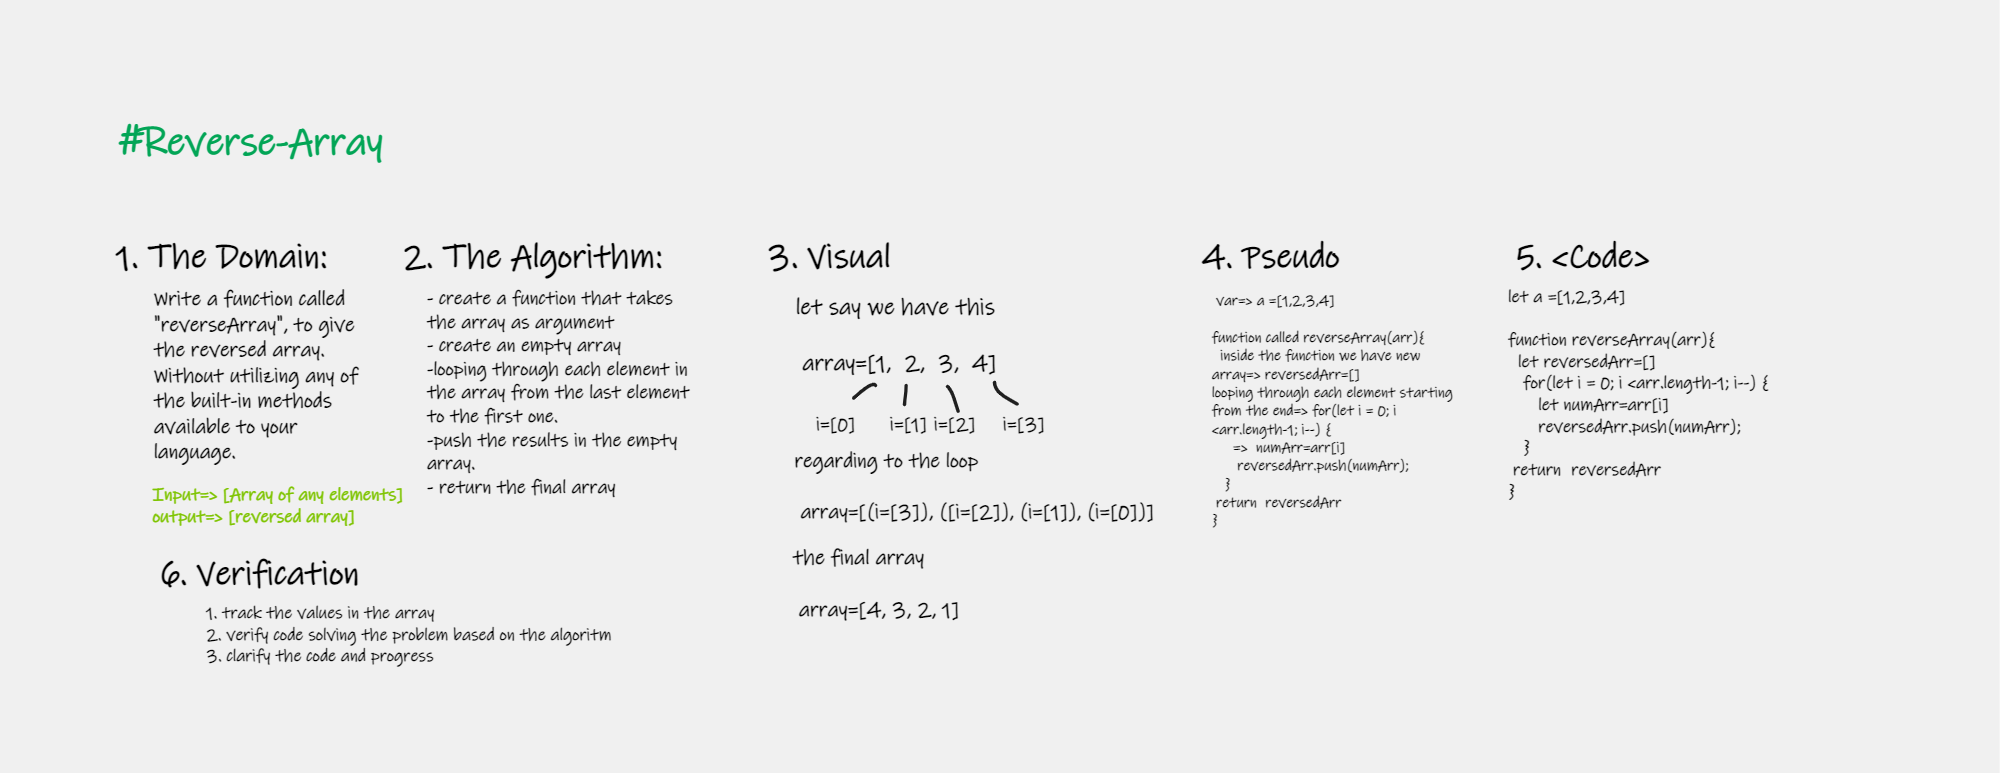 #Reverse-Array
1. The Domain:
Write a function called
"reverseArray", to give
the reversed array.
Without utilizing any of
the built-in methods
available to your
language.
Input=> [Array of any elements]
output=> [reversed array]
2. The Algorithm:
- create a function that takes
the array as argument
- create an empty array
-looping through each element in
the array from the last element
to the first one.
-push the results in the empty
array.
- return the final array
3. Visual
let say we have this
array=[1, 2, 3, 4]
i=[0] i=[1] i=[2] i=[3]
regarding to the loop
array=[(i=[3]), ([i=[2]), (i=[1]), (i=[0])]
the final array
array=[4, 3, 2, 1]
4. Pseudo
var=> a =[1,2,3,4]
function called reverseArray(arr){
inside the function we have new
array=> reversedArr=[]
looping through each element starting
from the end=> for(let i = 0; i
<arr.length-1; i--) {
=> numArr=arr[i]
reversedArr.push(numArr);
}
return reversedArr
}
5. <Code>
let a =[1,2,3,4]
function reverseArray(arr){
let reversedArr=[]
for(let i = 0; i <arr.length-1; i--) {
let numArr=arr[i]
reversedArr.push(numArr);
}
return reversedArr
}
6. Verification
1. track the values in the array
2. verify code solving the problem based on the algoritm
3. clarify the code and progress